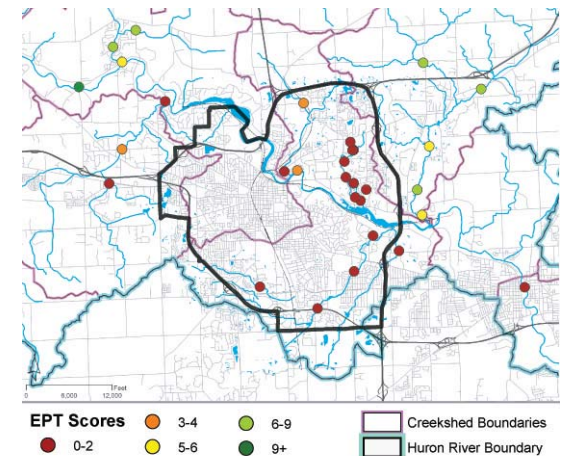 Feet
0 6,000 12,000
EPT Scores 3-4 6-9 Creekshed Boundaries
0-2 5-6 9+ Huron River Boundary